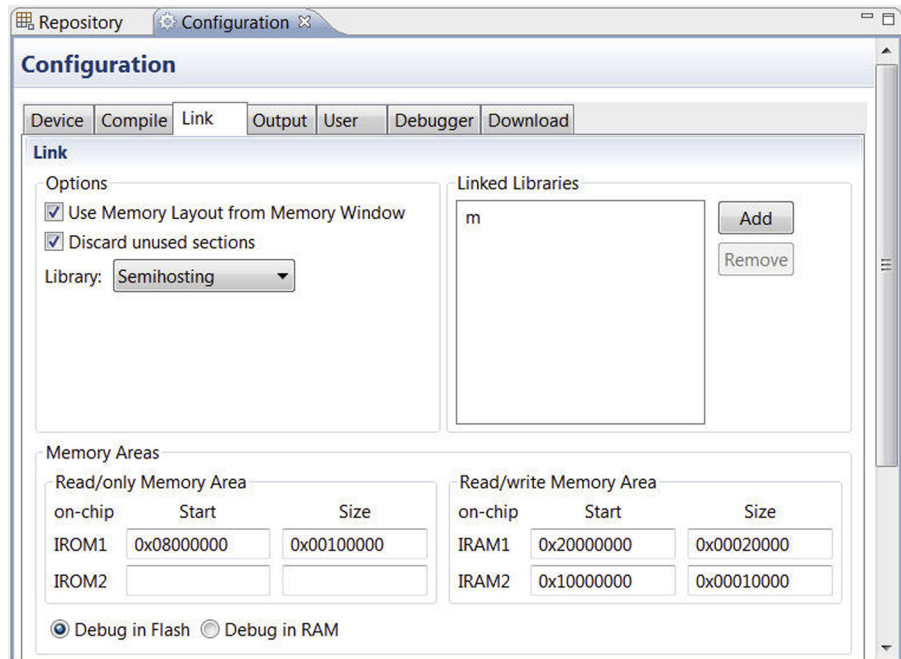 Repository Configuration
Configuration
Device Compile Link Output User Debugger Download
Link
Options
Use Memory Layout from Memory Window
Discard unused sections
Library: Semihosting
Linked Libraries
m
Add
Remove
Memory Areas
Read/only Memory Area
on-chip Start Size
IROM1 0x08000000 0x00100000
IROM2
Read/write Memory Area
on-chip Start Size
IRAM1 0x20000000 0x00020000
IRAM2 0x10000000 0x00010000
Debug in Flash Debug in RAM